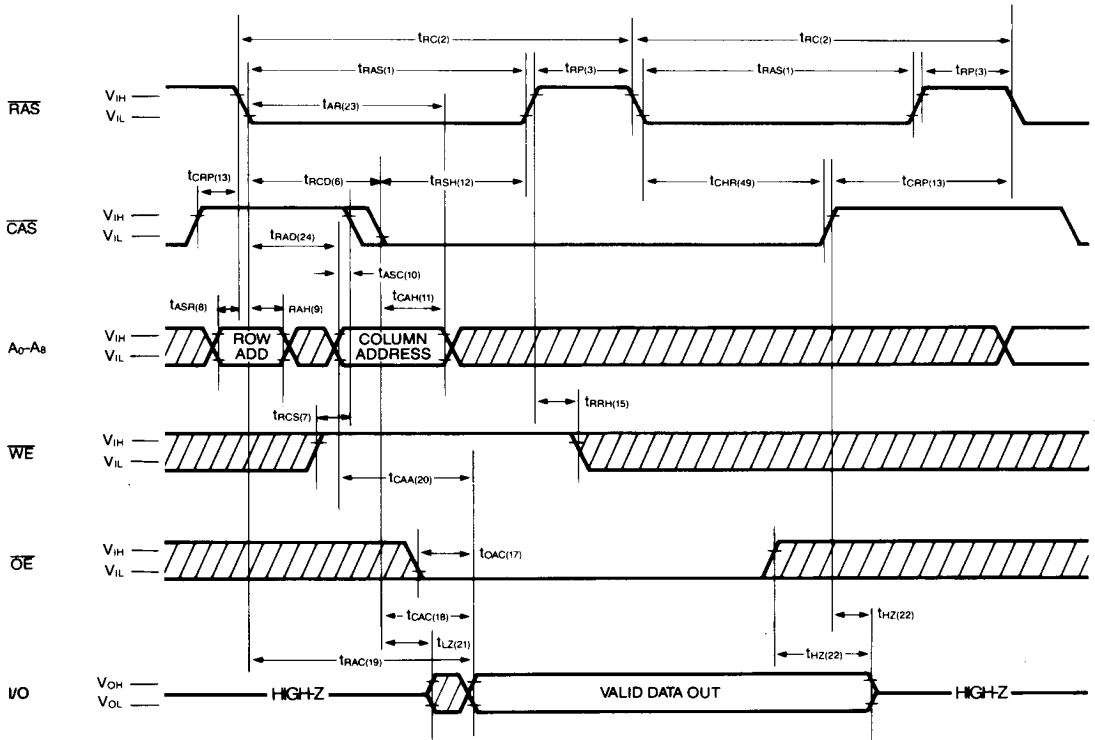 tRC(2) tRC(2)
tRAS(1) tRP(3) tRAS(1) tRP(3)
RAS VIH
VIL
tAR(23)
tCRP(13) tRCD(6) tRSH(12) tCHR(49) tCRP(13)
CAS VIH
VIL
tRAD(24)
tASC(10)
tASR(8) RAH(9) tCAH(11)
A0–A8 VIH
VIL
ROW
ADD
COLUMN
ADDRESS
tRCS(7) tRRH(15)
WE VIH
VIL
tCAA(20)
OE VIH
VIL
tOAC(17)
tCAC(18) tHZ(22)
tLZ(21)
tRAC(19) tHZ(22)
I/O VOH
VOL
HIGH-Z VALID DATA OUT HIGH-Z